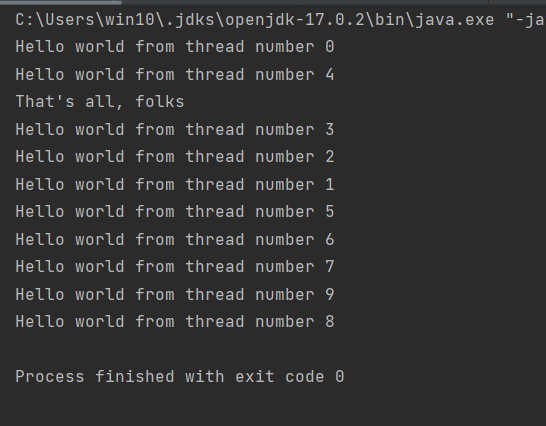 C:\Users\win10\.jdks\openjdk-17.0.2\bin\java.exe "-ja
Hello world from thread number 0
Hello world from thread number 4
That's all, folks
Hello world from thread number 3
Hello world from thread number 2
Hello world from thread number 1
Hello world from thread number 5
Hello world from thread number 6
Hello world from thread number 7
Hello world from thread number 9
Hello world from thread number 8
Process finished with exit code 0